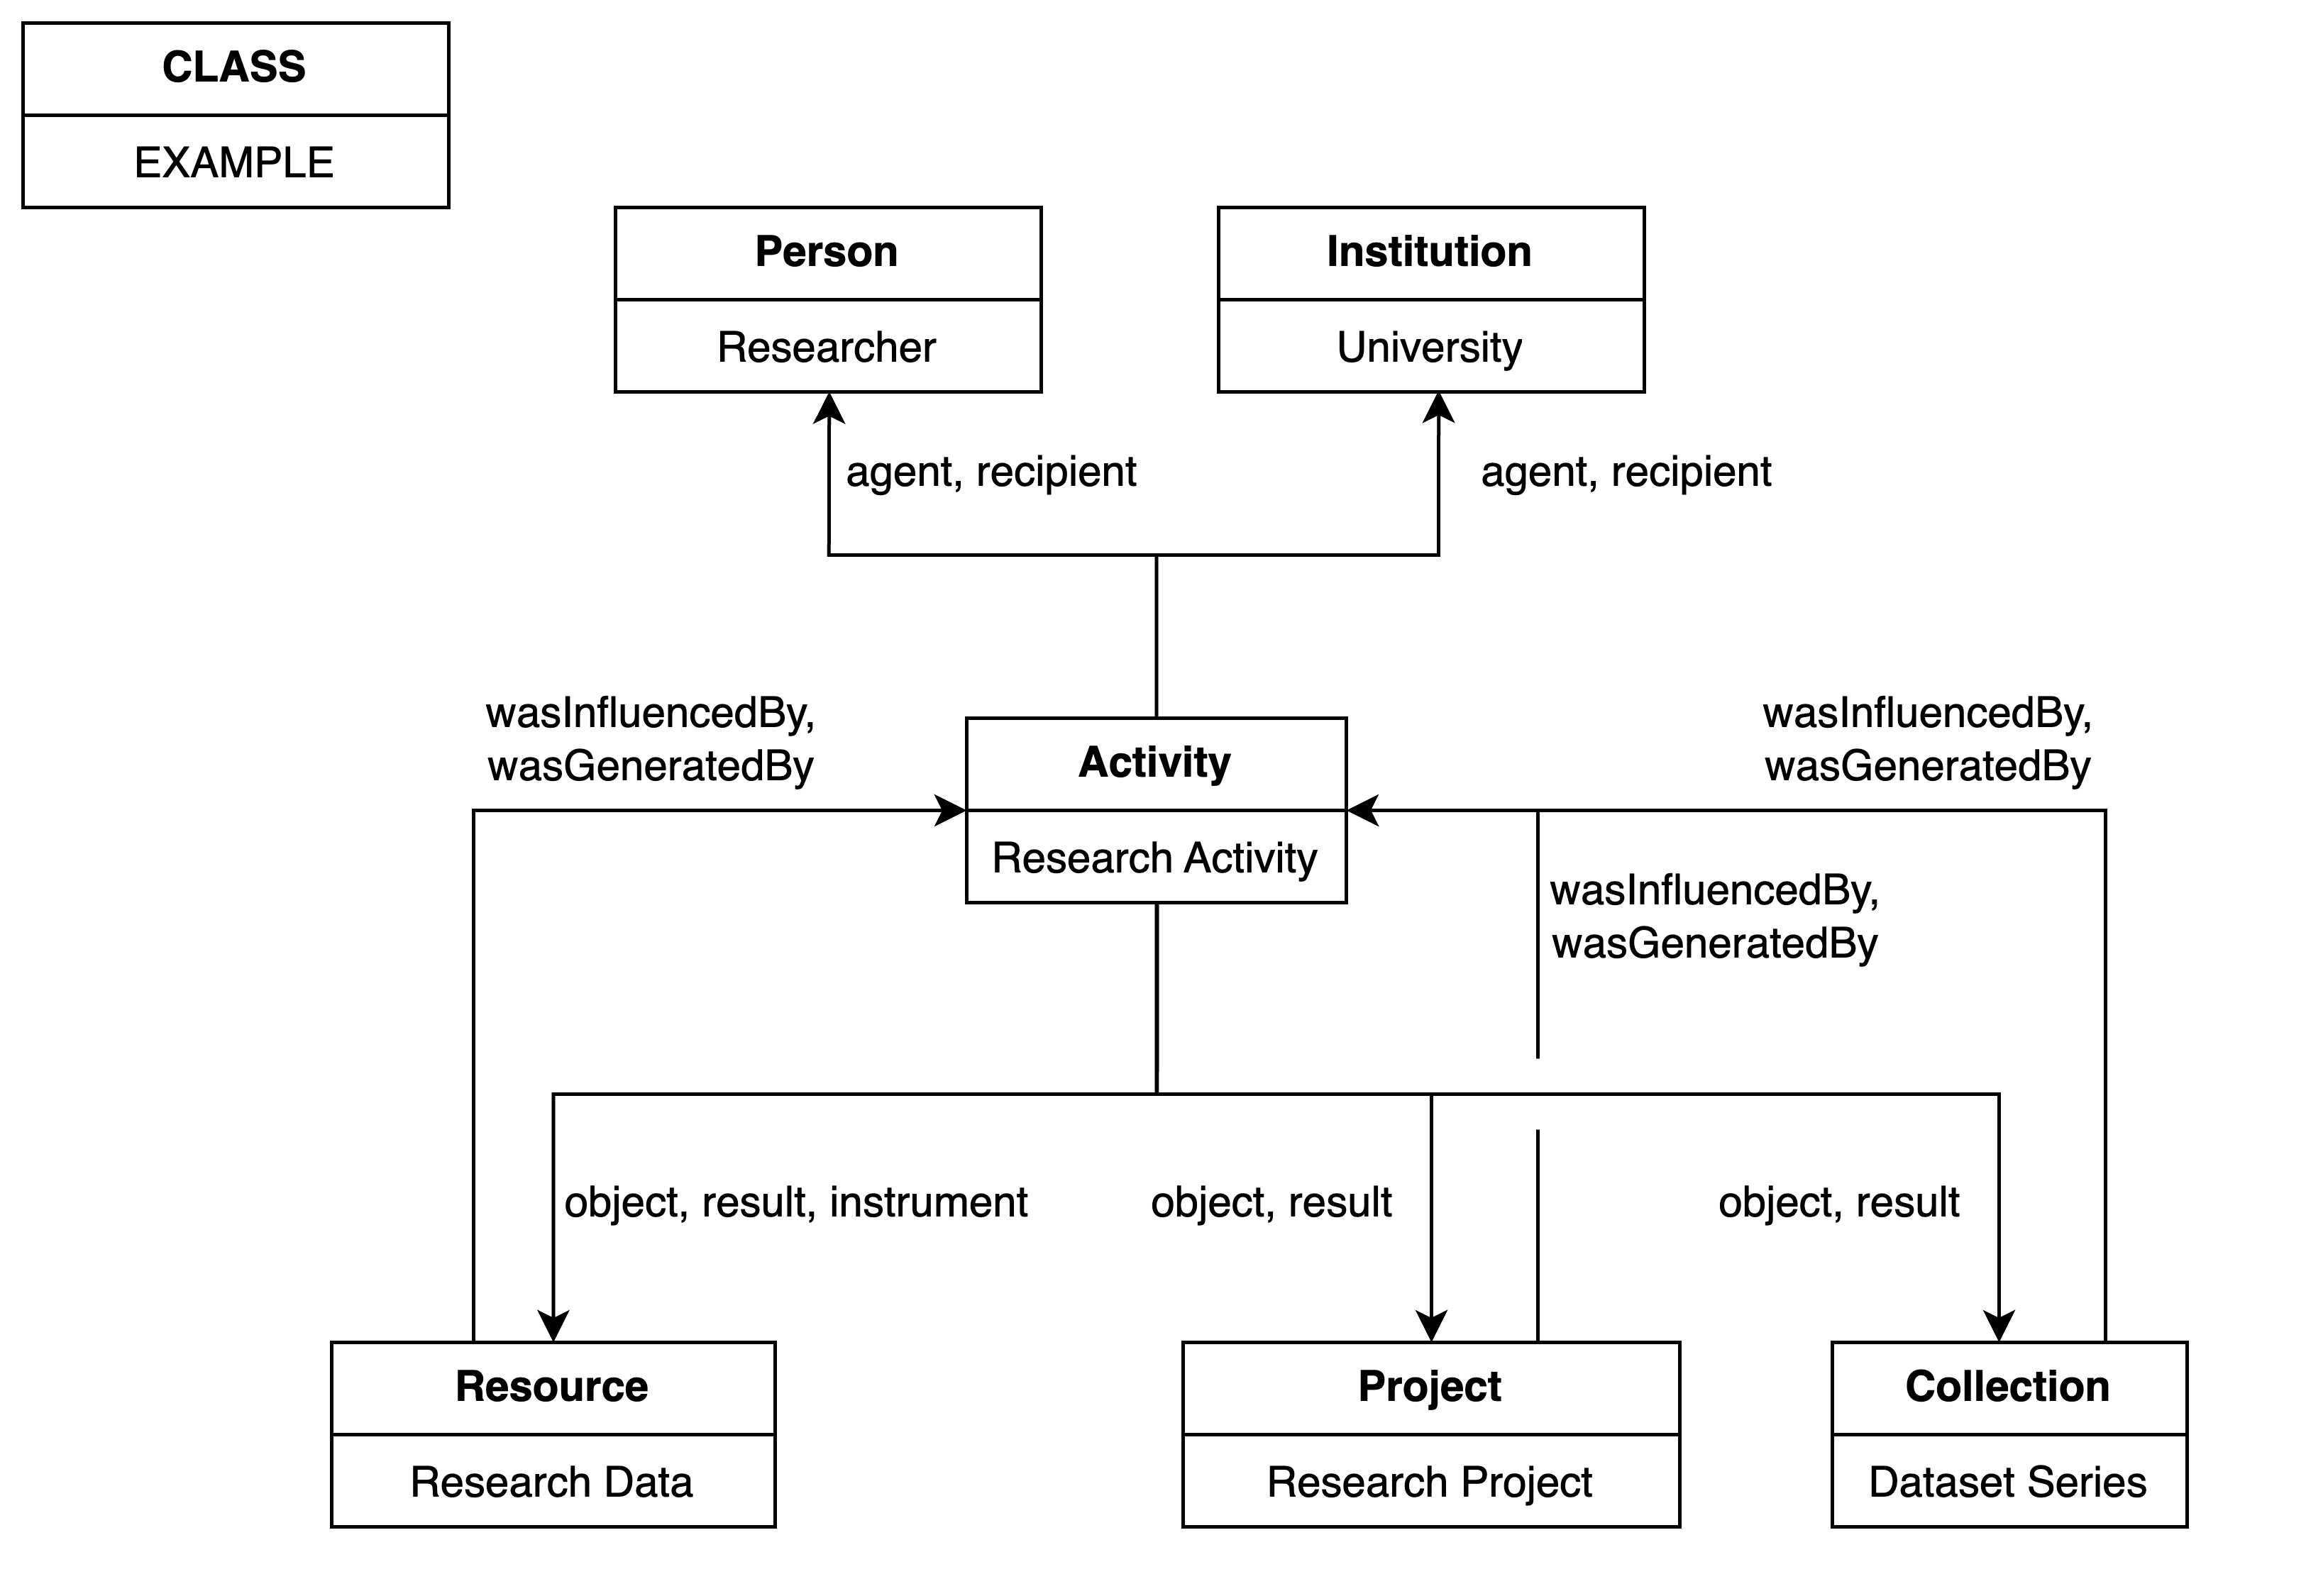 CLASS
EXAMPLE
Person
Researcher
Institution
University
agent, recipient
agent, recipient
wasInfluencedBy,
wasGeneratedBy
wasInfluencedBy,
wasGeneratedBy
Activity
Research Activity
wasInfluencedBy,
wasGeneratedBy
object, result, instrument
object, result
object, result
Resource
Research Data
Project
Research Project
Collection
Dataset Series